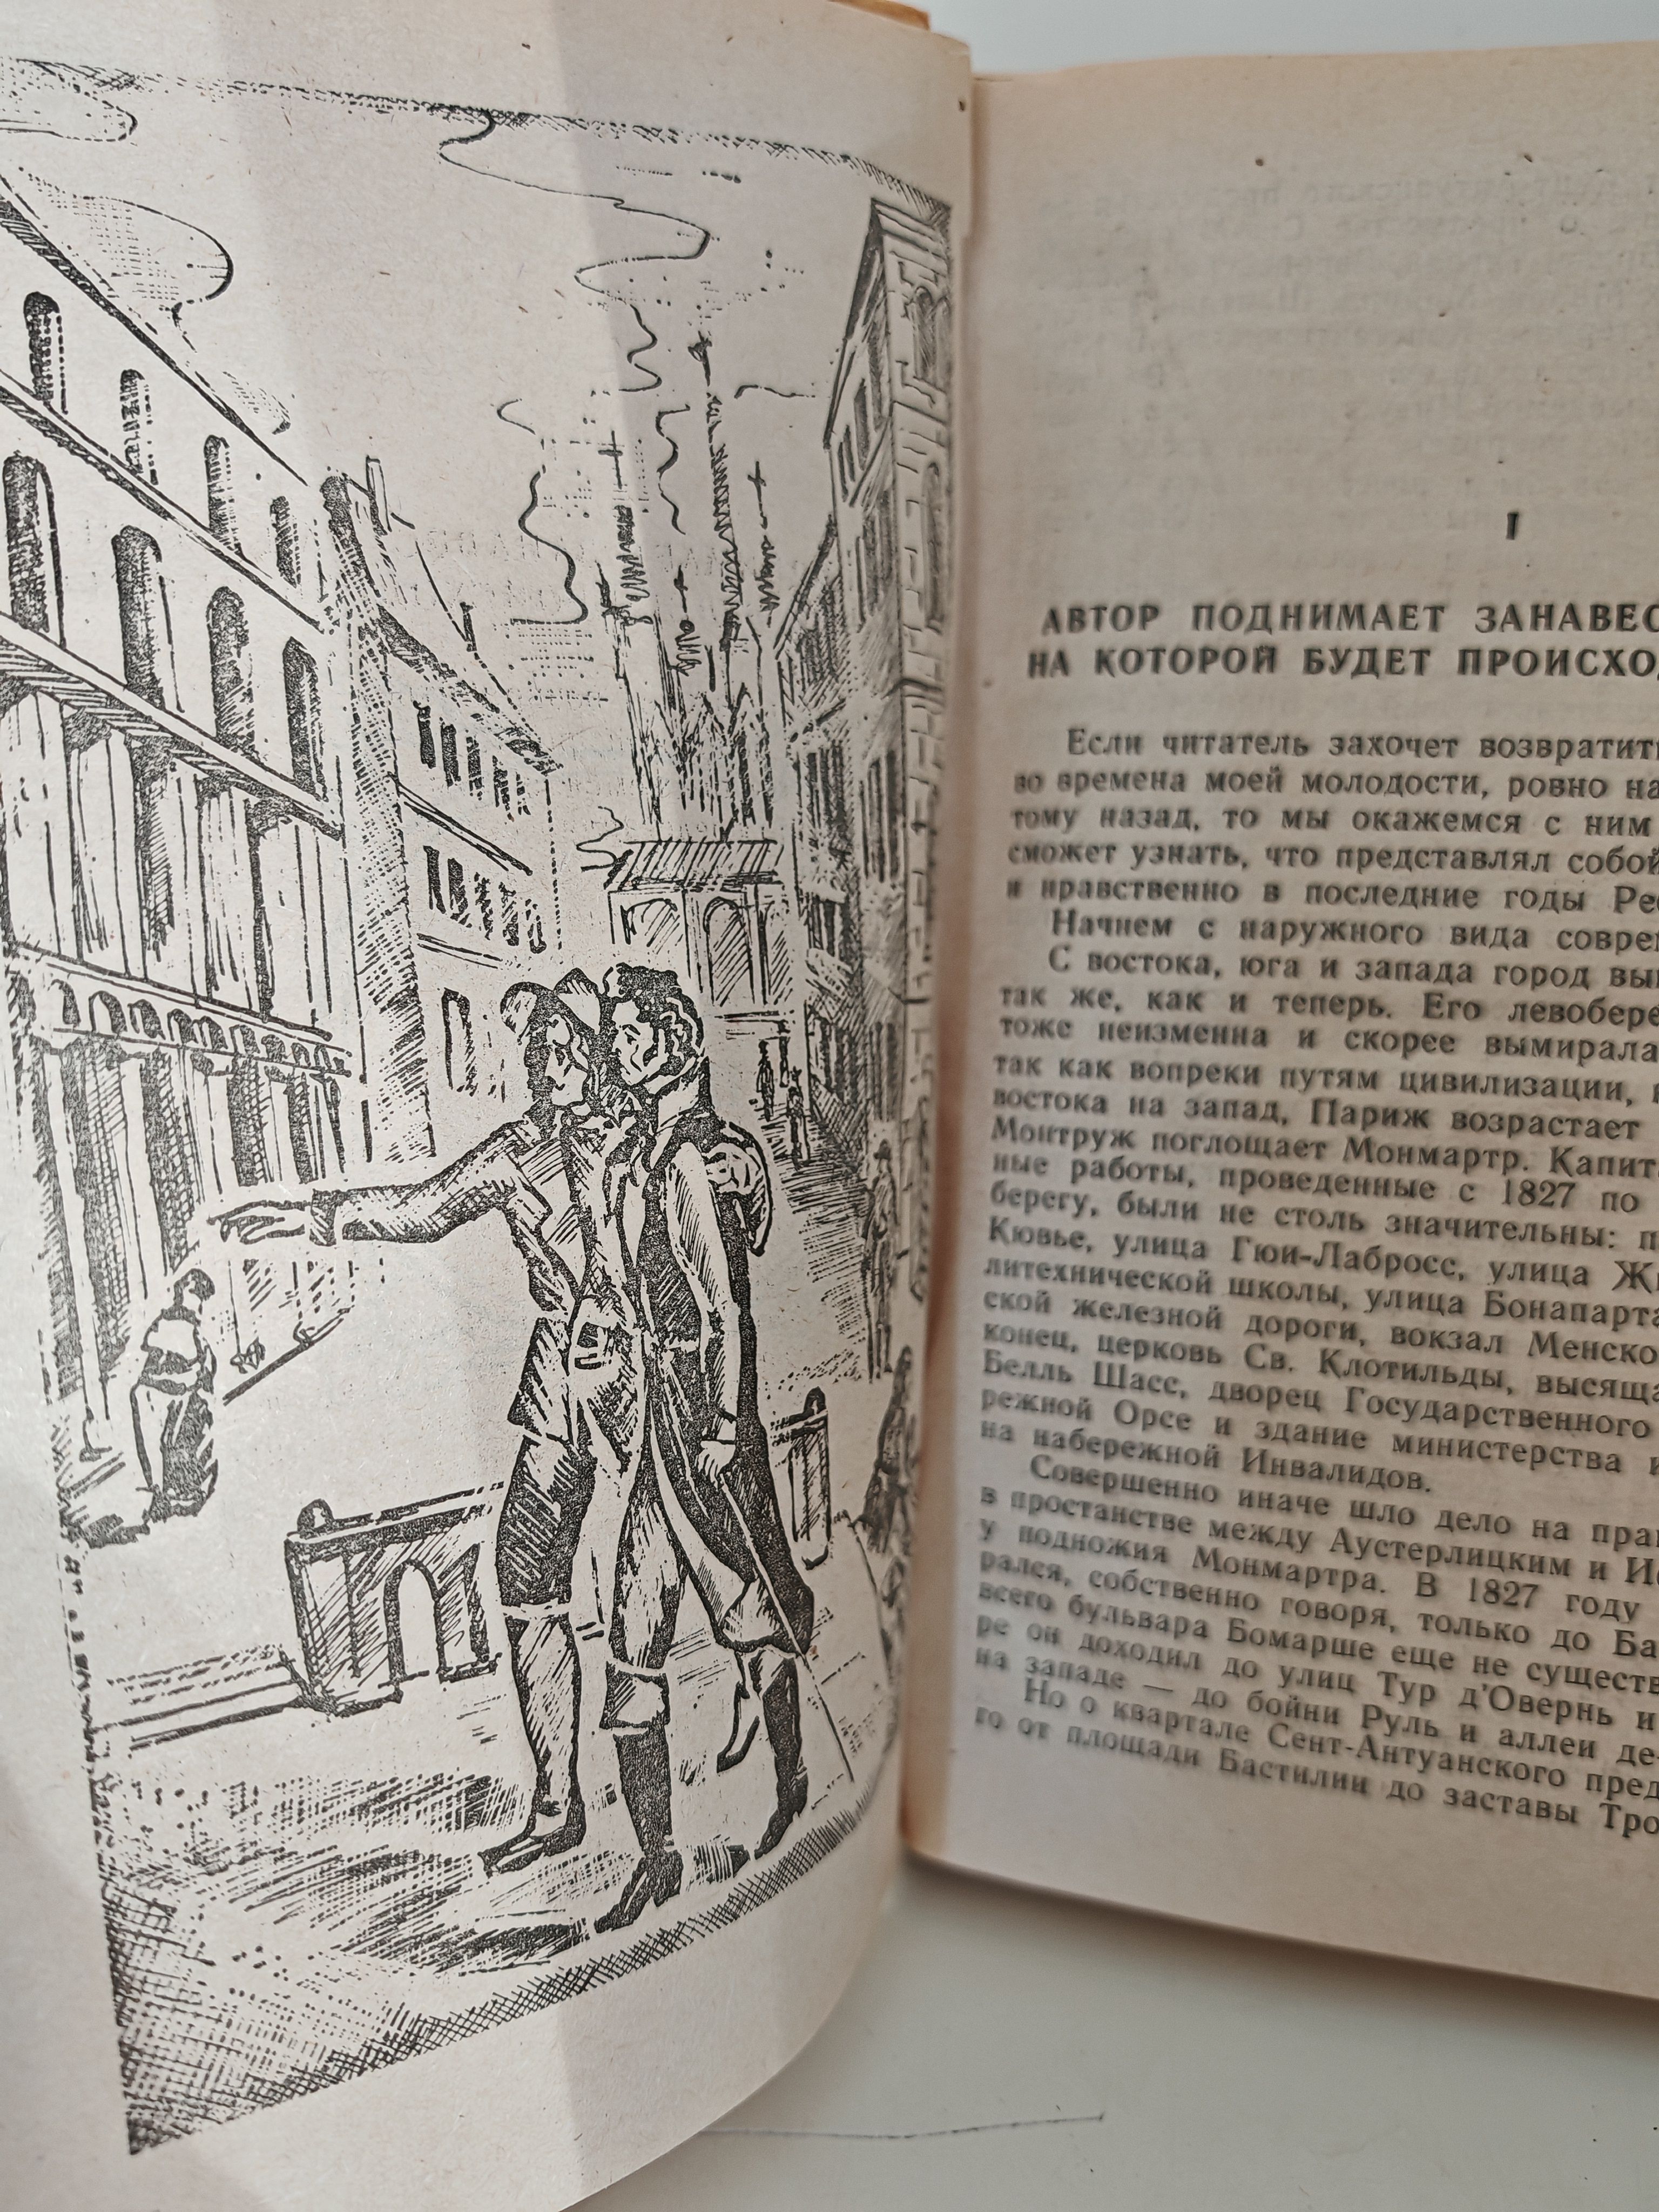 I
АВТОР ПОДНИМАЕТ ЗАНАВЕС
НА КОТОРОЙ БУДЕТ ПРОИСХО
Если читатель захочет возвратит
во времена моей молодости, ровно на
тому назад, то мы окажемся с ним
сможет узнать, что представлял собой
и нравственно в последние годы Ре
Начнем с наружного вида совре
С востока, юга и запада город вы
так же, как и теперь. Его левобере
тоже неизменна и скорее вымирала
так как вопреки путям цивилизации,
востока на запад, Париж возрастает
Монтруж поглощает Монмартр. Капит
ные работы, проведенные с 1827 по
берегу, были не столь значительны: п
Кювье, улица Гюи-Лабросс, улица Ж
литехнической школы, улица Бонапарта
ской железной дороги, вокзал Менско
конец, церковь Св. Клотильды, высяща
Белль Шасс, дворец Государственного
режной Орсе и здание министерства и
на набережной Инвалидов.
Совершенно иначе шло дело на пра
в простанстве между Аустерлицким и И
у подножия Монмартра. В 1827 году
рался, собственно говоря, только до Ба
всего бульвара Бомарше еще не существ
ре он доходил до улиц Тур д'Овернь и
на западе — до бойни Руль и аллеи де-
Но о квартале Сент-Антуанского пред
го от площади Бастилии до заставы Тро